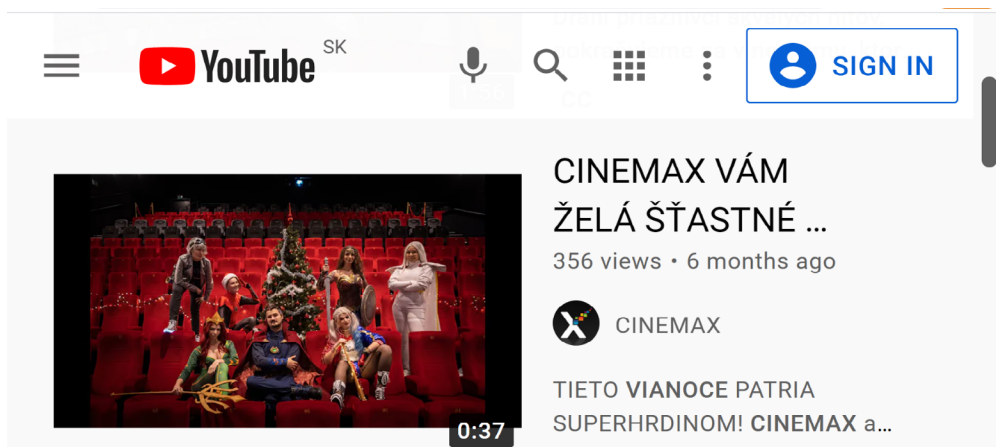 YouTube SK
SIGN IN
CINEMAX VÁM
ŽELÁ ŠŤASTNÉ ...
356 views • 6 months ago
CINEMAX
TIETO VIANOCE PATRIA
SUPERHRDINOM! CINEMAX a...
0:37